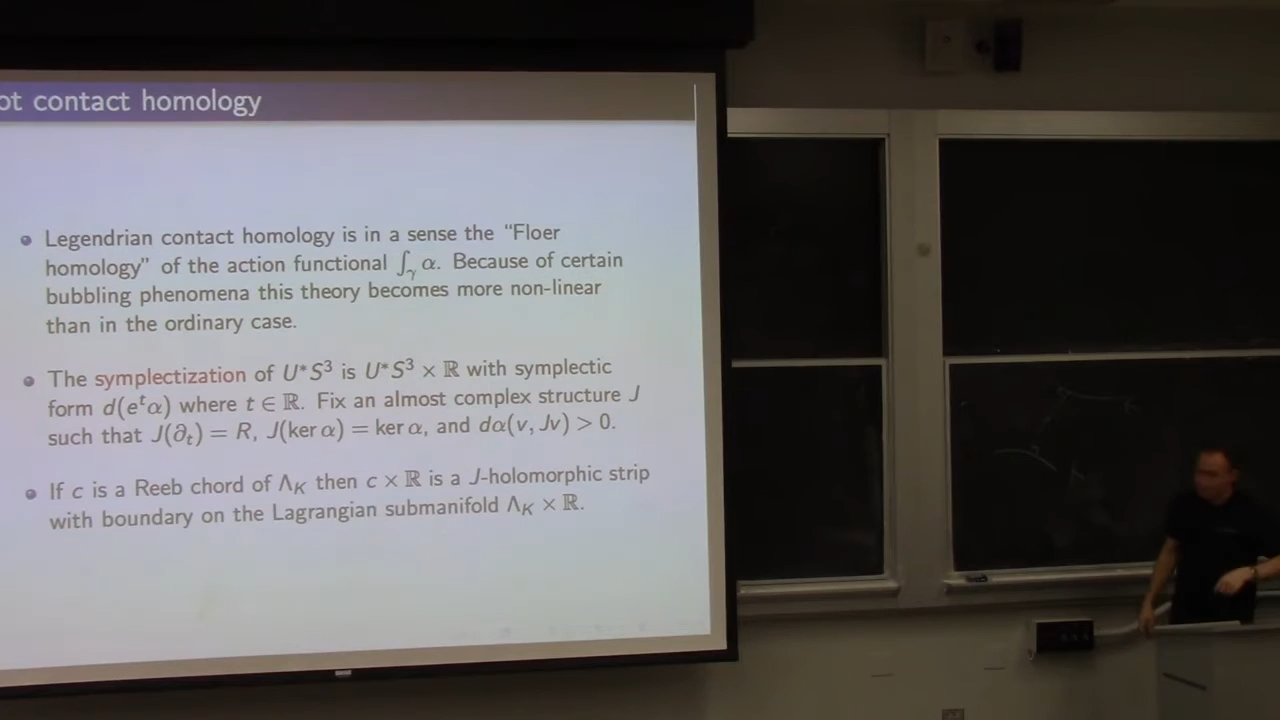 ot contact homology
Legendrian contact homology is in a sense the “Floer
homology” of the action functional ∫γ α. Because of certain
bubbling phenomena this theory becomes more non-linear
than in the ordinary case.
The symplectization of U*S³ is U*S³ × ℝ with symplectic
form d(eᵗα) where t ∈ ℝ. Fix an almost complex structure J
such that J(∂ₜ) = R, J(ker α) = ker α, and dα(v, Jv) > 0.
If c is a Reeb chord of Λ_K then c × ℝ is a J-holomorphic strip
with boundary on the Lagrangian submanifold Λ_K × ℝ.